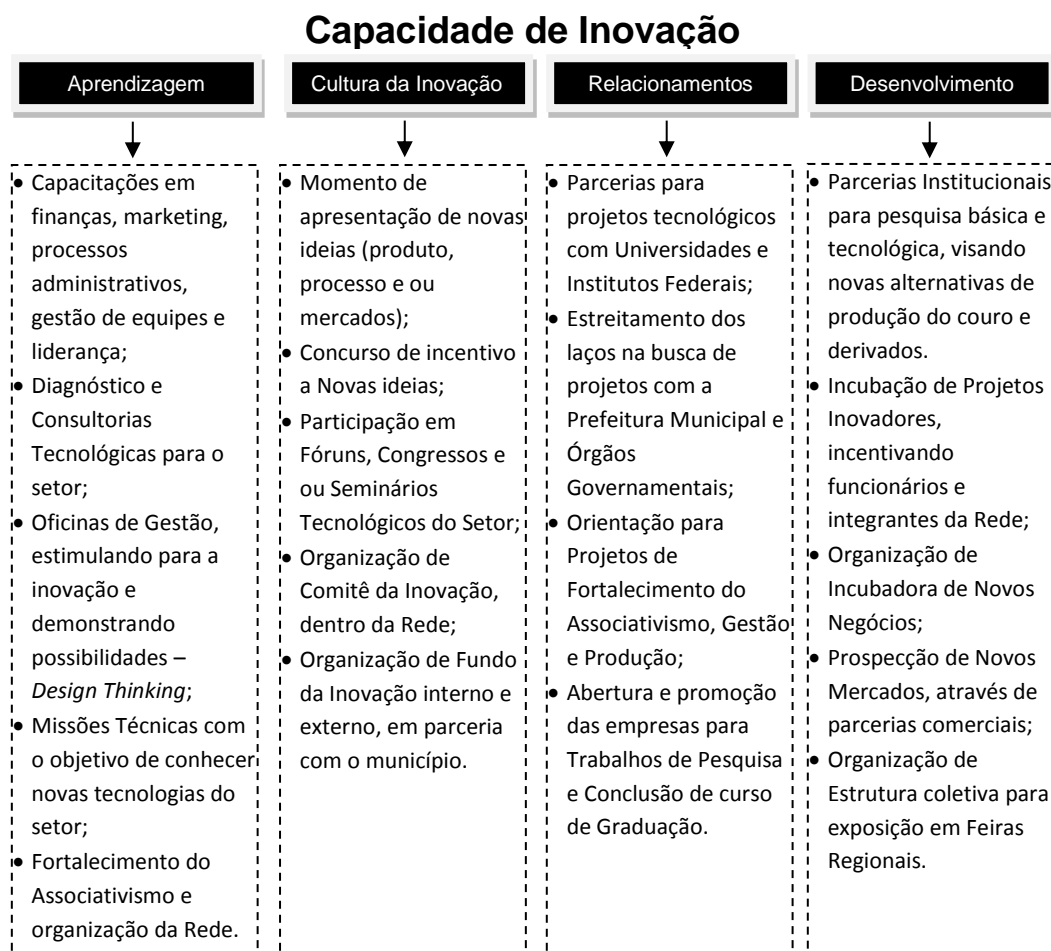 Capacidade de Inovação
Aprendizagem
• Capacitações em
finanças, marketing,
processos
administrativos,
gestão de equipes e
liderança;
• Diagnóstico e
Consultorias
Tecnológicas para o
setor;
• Oficinas de Gestão,
estimulando para a
inovação e
demonstrando
possibilidades –
Design Thinking;
• Missões Técnicas com
o objetivo de conhecer
novas tecnologias do
setor;
• Fortalecimento do
Associativismo e
organização da Rede.
Cultura da Inovação
• Momento de
apresentação de novas
ideias (produto,
processo e ou
mercados);
• Concurso de incentivo
a Novas ideias;
• Participação em
Fóruns, Congressos e
ou Seminários
Tecnológicos do Setor;
• Organização de
Comitê da Inovação,
dentro da Rede;
• Organização de Fundo
da Inovação interno e
externo, em parceria
com o município.
Relacionamentos
• Parcerias para
projetos tecnológicos
com Universidades e
Institutos Federais;
• Estreitamento dos
laços na busca de
projetos com a
Prefeitura Municipal e
Órgãos
Governamentais;
• Orientação para
Projetos de
Fortalecimento do
Associativismo, Gestão
e Produção;
• Abertura e promoção
das empresas para
Trabalhos de Pesquisa
e Conclusão de curso
de Graduação.
Desenvolvimento
• Parcerias Institucionais
para pesquisa básica e
tecnológica, visando
novas alternativas de
produção do couro e
derivados.
• Incubação de Projetos
Inovadores,
incentivando
funcionários e
integrantes da Rede;
• Organização de
Incubadora de Novos
Negócios;
• Prospecção de Novos
Mercados, através de
parcerias comerciais;
• Organização de
Estrutura coletiva para
exposição em Feiras
Regionais.